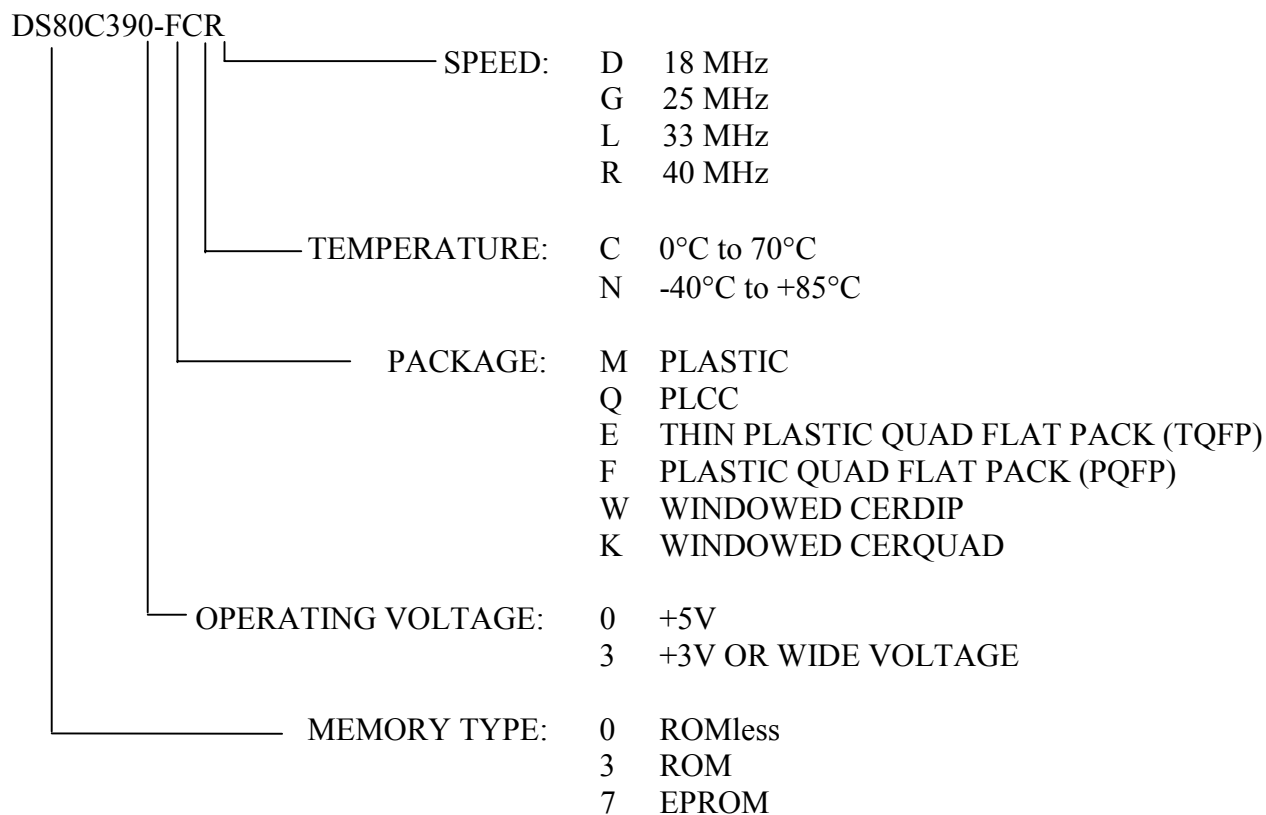 DS80C390-FCR
SPEED: D 18 MHz
G 25 MHz
L 33 MHz
R 40 MHz
TEMPERATURE: C 0°C to 70°C
N -40°C to +85°C
PACKAGE: M PLASTIC
Q PLCC
E THIN PLASTIC QUAD FLAT PACK (TQFP)
F PLASTIC QUAD FLAT PACK (PQFP)
W WINDOWED CERDIP
K WINDOWED CERQUAD
OPERATING VOLTAGE: 0 +5V
3 +3V OR WIDE VOLTAGE
MEMORY TYPE: 0 ROMless
3 ROM
7 EPROM